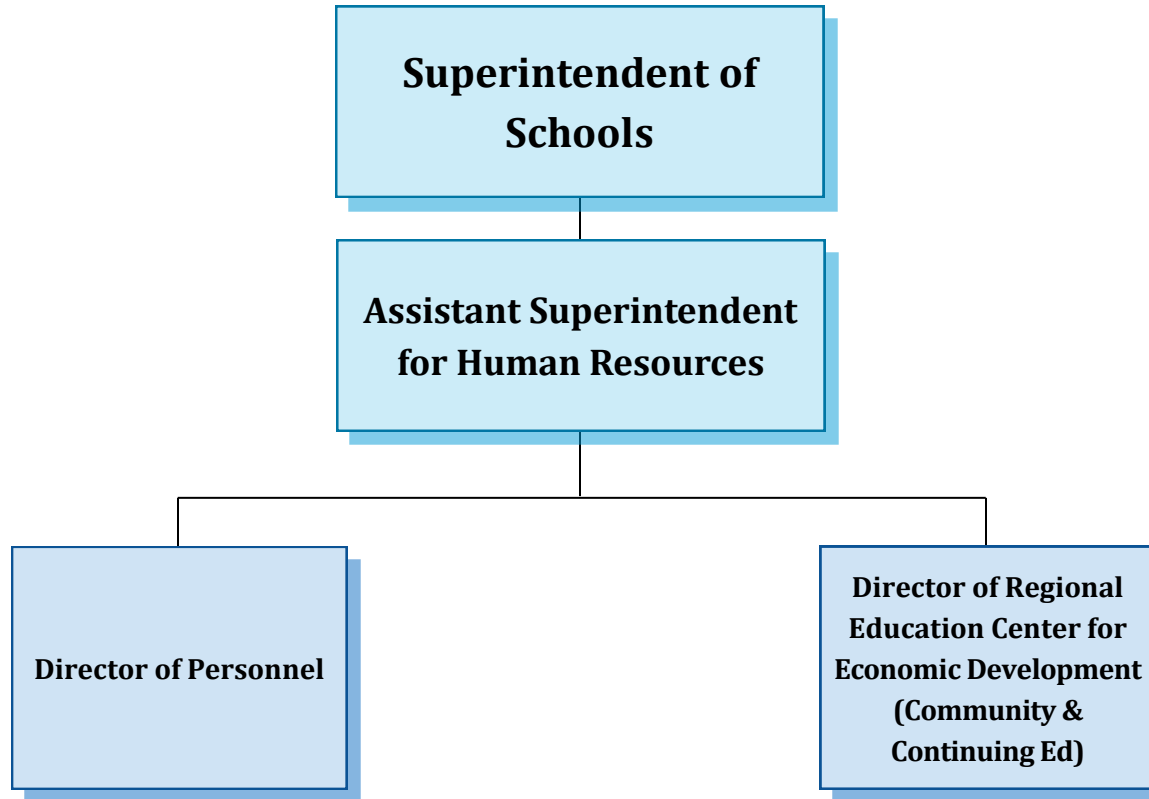 Superintendent of
Schools
Assistant Superintendent
for Human Resources
Director of Personnel
Director of Regional
Education Center for
Economic Development
(Community &
Continuing Ed)